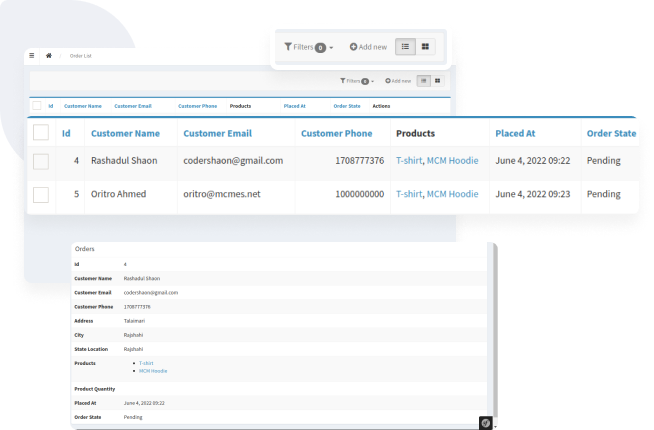 Filters 0 Add new
Order List
Filters 0 Add new
Id Customer Name Customer Email Customer Phone Products Placed At Order State Actions
Id Customer Name Customer Email Customer Phone Products Placed At Order State
4 Rashadul Shaon codershaon@gmail.com 1708777376 T-shirt, MCM Hoodie June 4, 2022 09:22 Pending
5 Oritro Ahmed oritro@mcmes.net 1000000000 T-shirt, MCM Hoodie June 4, 2022 09:23 Pending
Orders
Id 4
Customer Name Rashadul Shaon
Customer Email codershaon@gmail.com
Customer Phone 1708777376
Address Talaimari
City Rajshahi
State Location Rajshahi
Products T-shirt
MCM Hoodie
Product Quantity
Placed At June 4, 2022 09:22
Order State Pending